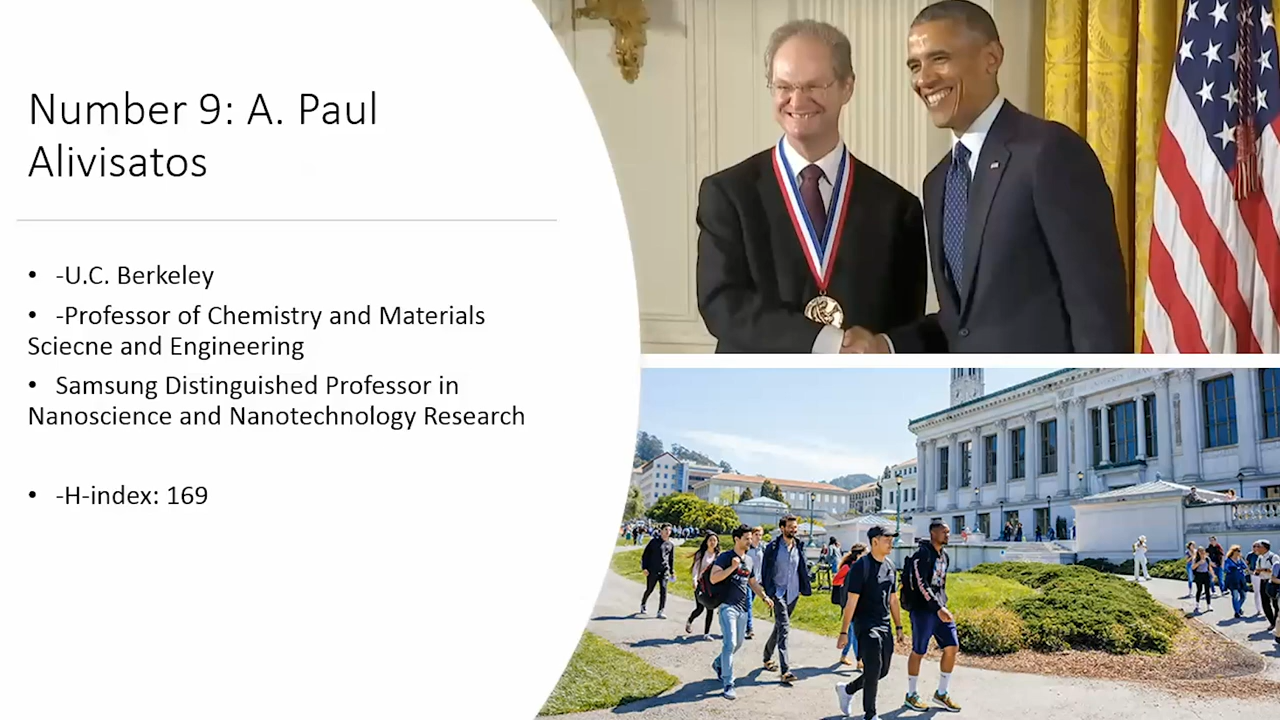 Number 9: A. Paul
Alivisatos
• -U.C. Berkeley
• -Professor of Chemistry and Materials
Sciecne and Engineering
• Samsung Distinguished Professor in
Nanoscience and Nanotechnology Research
• -H-index: 169